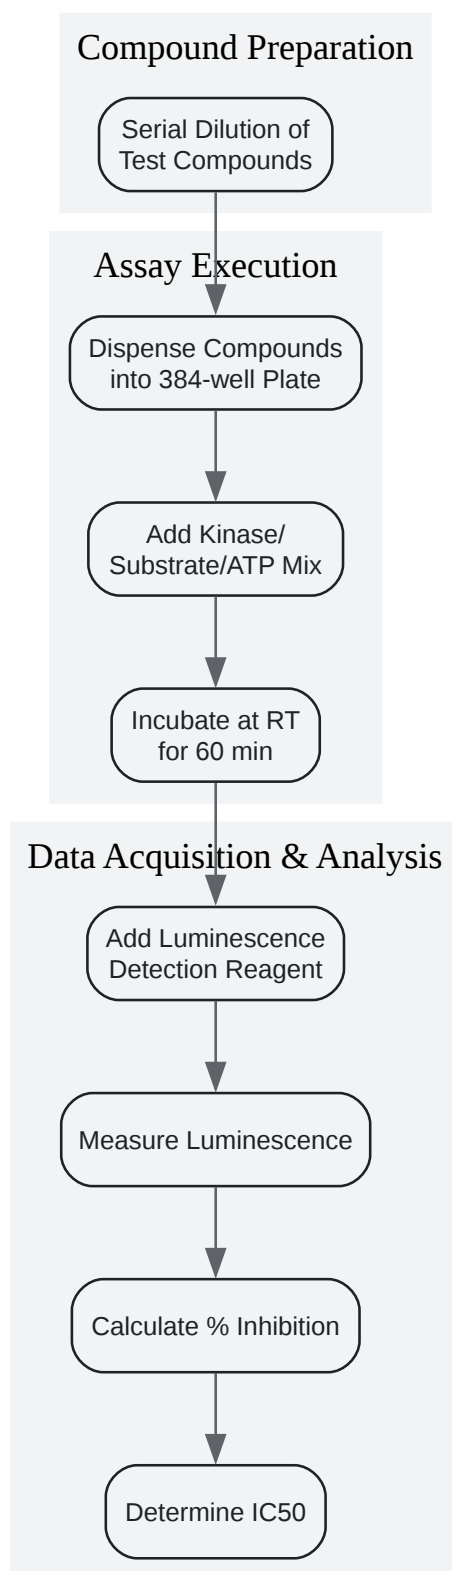 Compound Preparation
Serial Dilution of
Test Compounds
Assay Execution
Dispense Compounds
into 384-well Plate
Add Kinase/
Substrate/ATP Mix
Incubate at RT
for 60 min
Data Acquisition & Analysis
Add Luminescence
Detection Reagent
Measure Luminescence
Calculate % Inhibition
Determine IC50